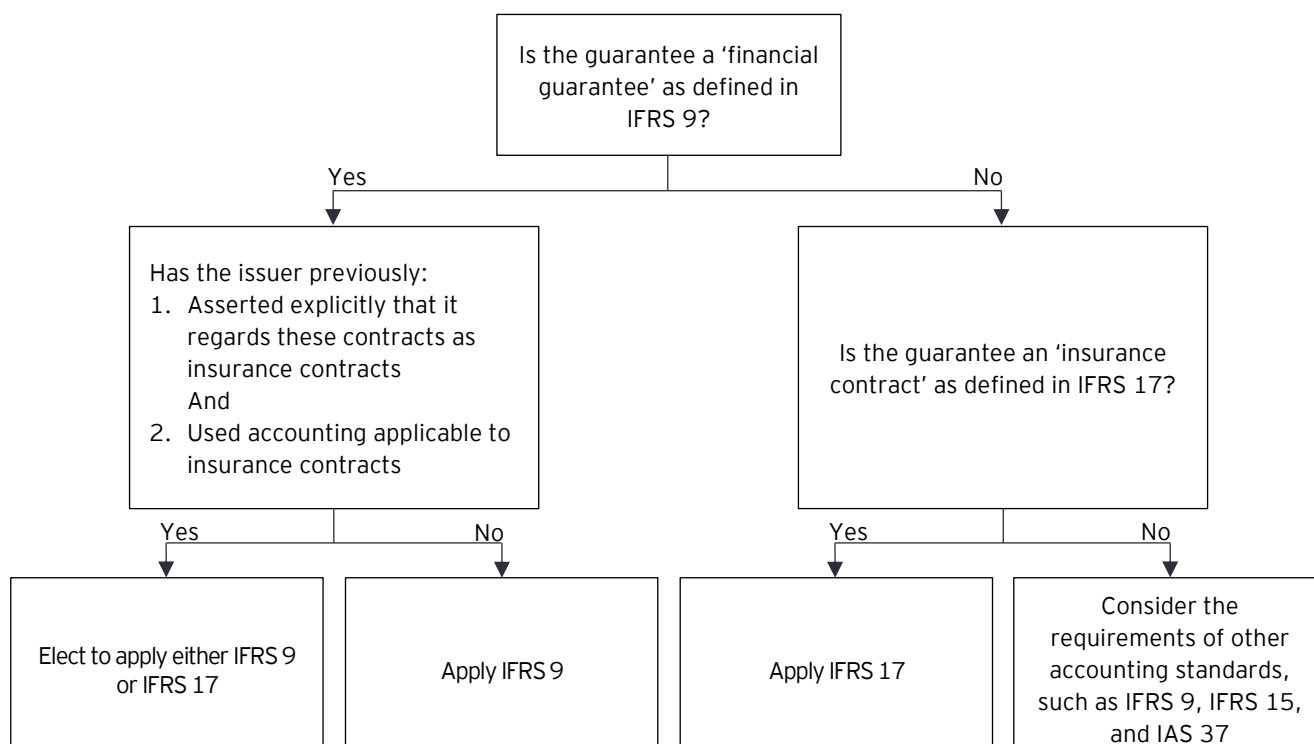 Is the guarantee a ‘financial
guarantee’ as defined in
IFRS 9?
Yes
No
Has the issuer previously:
1. Asserted explicitly that it
regards these contracts as
insurance contracts
And
2. Used accounting applicable to
insurance contracts
Is the guarantee an ‘insurance
contract’ as defined in IFRS 17?
Yes
No
Yes
No
Elect to apply either IFRS 9
or IFRS 17
Apply IFRS 9
Apply IFRS 17
Consider the
requirements of other
accounting standards,
such as IFRS 9, IFRS 15,
and IAS 37